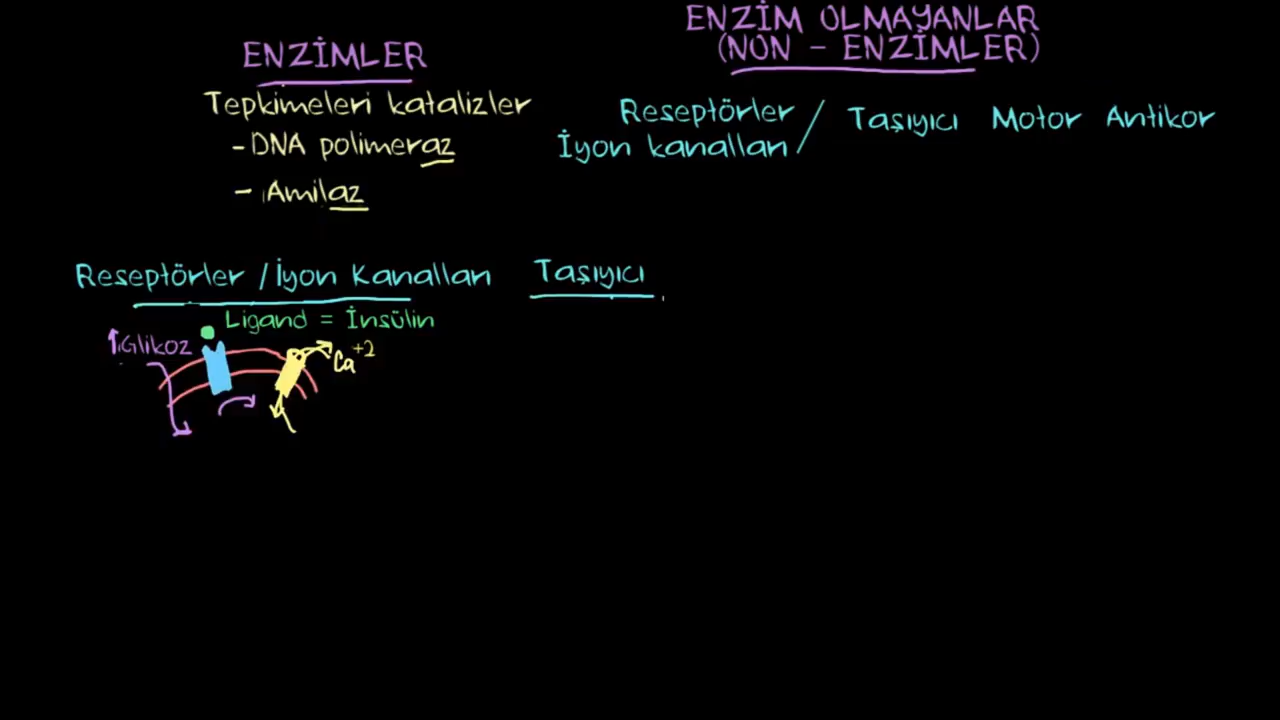 ENZİMLER
Tepkimeleri katalizler
- DNA polimeraz
- Amilaz
ENZİM OLMAYANLAR
(NON - ENZİMLER)
Reseptörler /
İyon kanalları
Taşıyıcı Motor Antikor
Reseptörler / İyon Kanalları
Taşıyıcı
Ligand = İnsülin
↑Glikoz
Ca+2